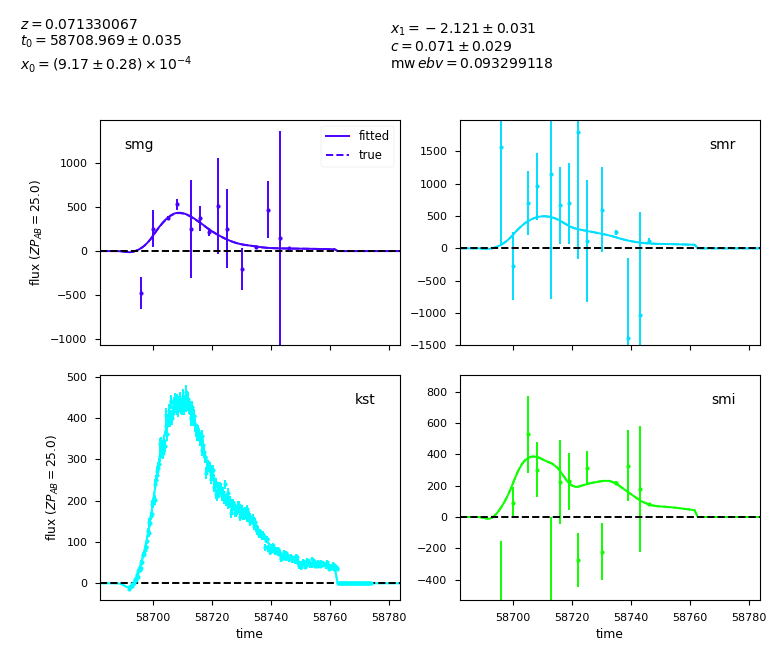 z = 0.071330067
t₀ = 58708.969 ± 0.035
x₀ = (9.17 ± 0.28) × 10⁻⁴
x₁ = −2.121 ± 0.031
c = 0.071 ± 0.029
mw ebv = 0.093299118
smg
fitted
true
1000
500
0
−500
−1000
flux (ZP_AB = 25.0)
smr
1500
1000
500
0
−500
−1000
−1500
kst
500
400
300
200
100
0
flux (ZP_AB = 25.0)
58700 58720 58740 58760 58780
time
smi
800
600
400
200
0
−200
−400
58700 58720 58740 58760 58780
time